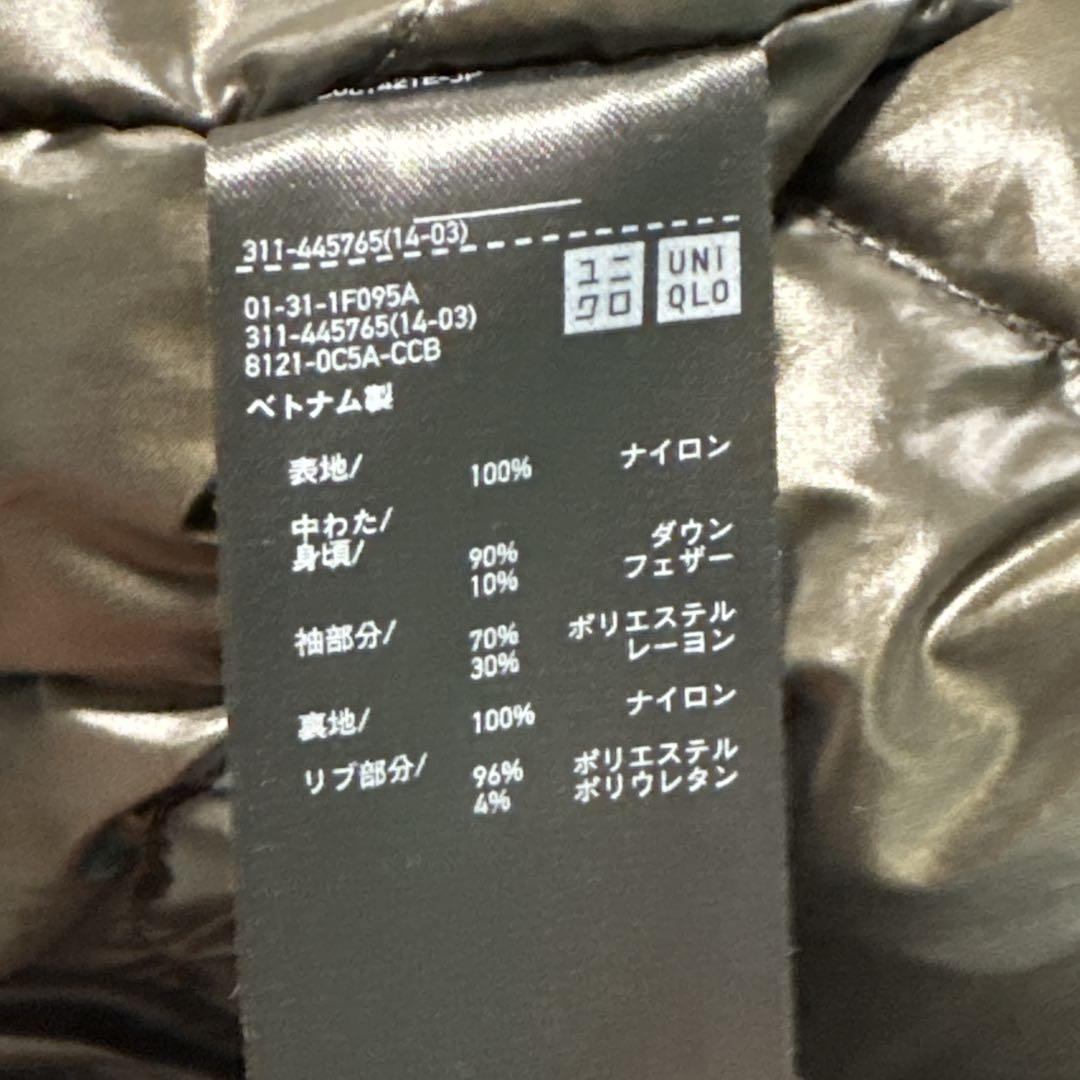 311-445765(14-03)
ユニクロ
UNIQLO
01-31-1F095A
311-445765(14-03)
8121-0C5A-CCB
ベトナム製
表地/ 100% ナイロン
中わた/
身頃/ 90% ダウン
10% フェザー
袖部分/ 70% ポリエステル
30% レーヨン
裏地/ 100% ナイロン
リブ部分/ 96% ポリエステル
4% ポリウレタン